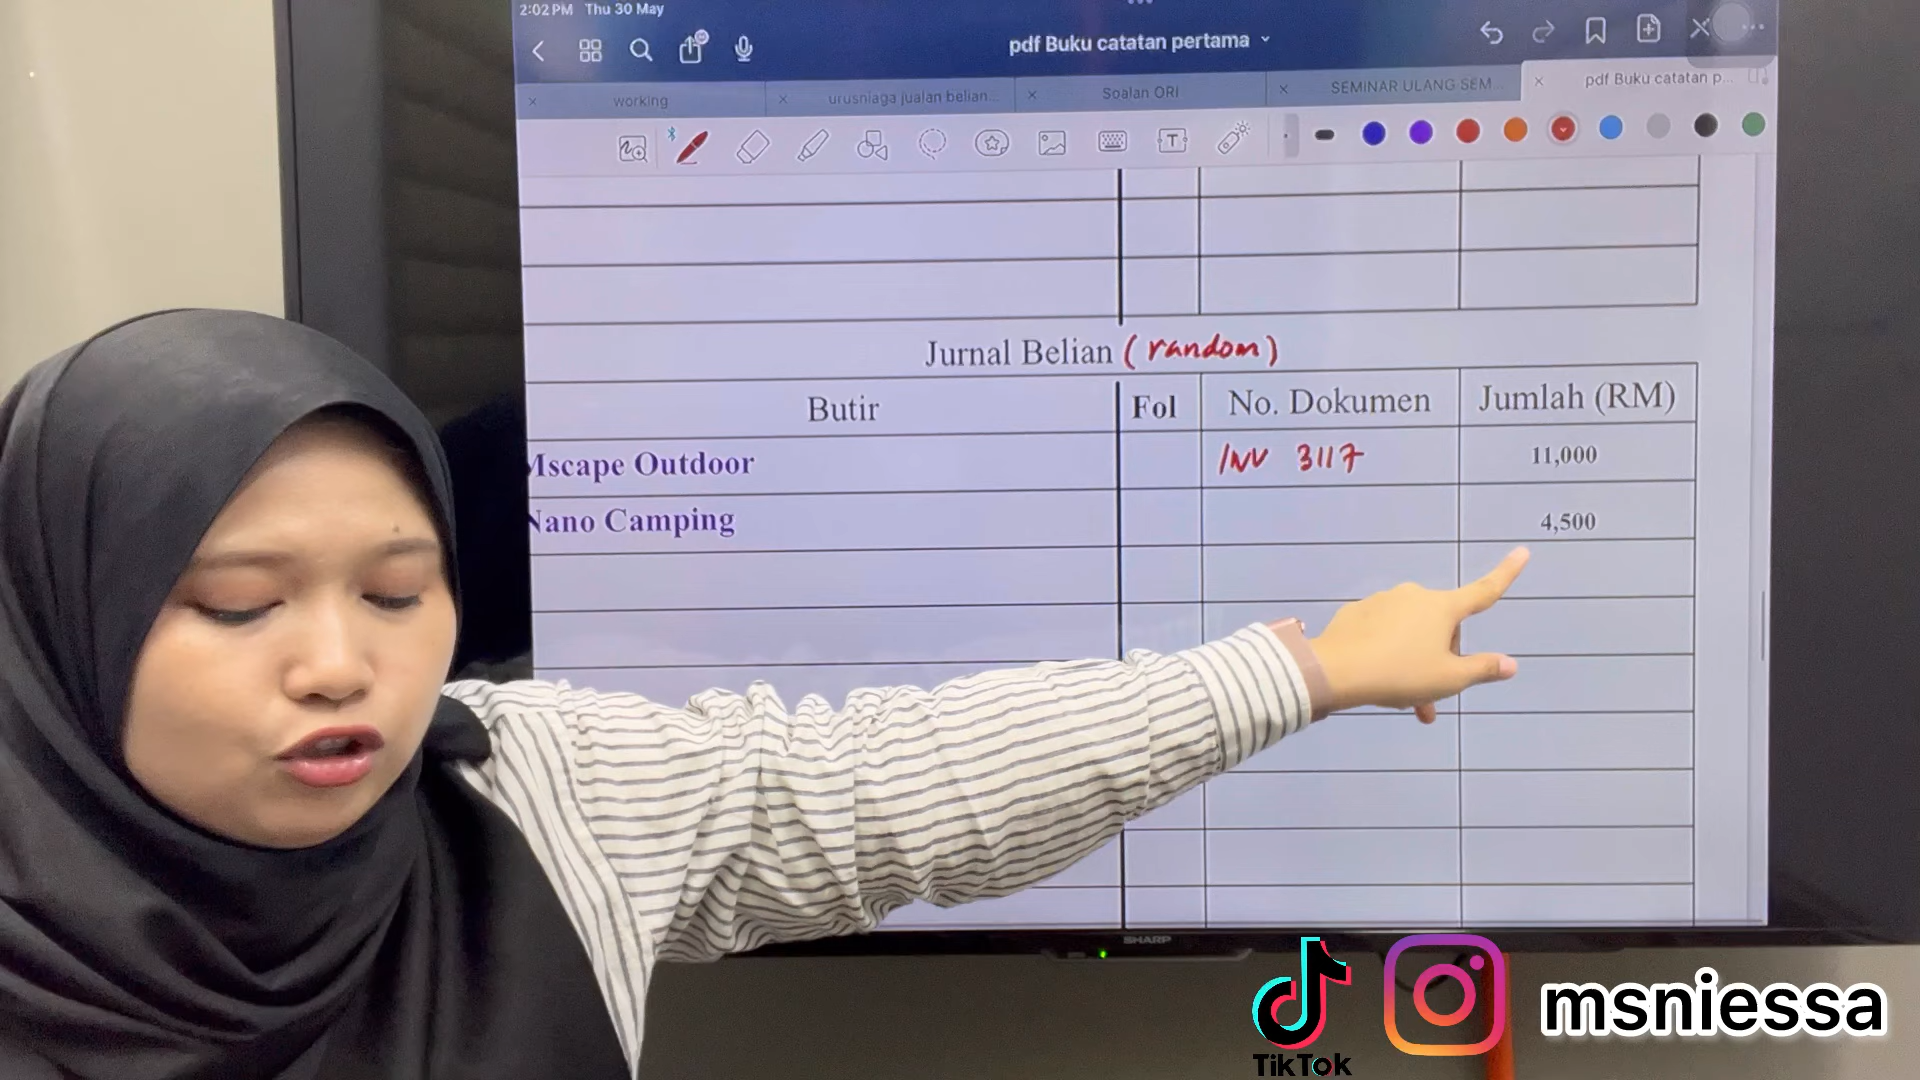 2:02 PM Thu 30 May
pdf Buku catatan pertama
working
urusniaga jualan belian...
Soalan ORI
SEMINAR ULANG SEM...
pdf Buku catatan p...
T
Jurnal Belian (random)
Butir
Fol
No. Dokumen
Jumlah (RM)
Mscape Outdoor
INV 3117
11,000
Nano Camping
4,500
SHARP
TikTok
msniessa